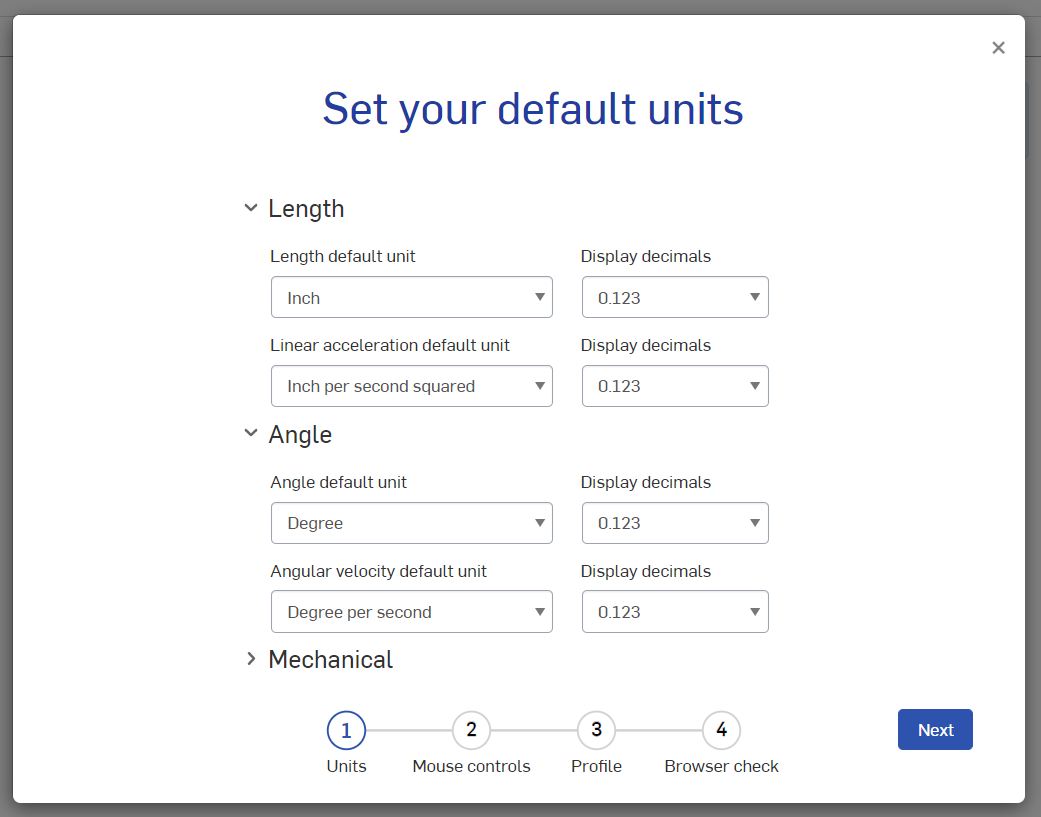 Set your default units
Length
Length default unit Display decimals
Inch 0.123
Linear acceleration default unit Display decimals
Inch per second squared 0.123
Angle
Angle default unit Display decimals
Degree 0.123
Angular velocity default unit Display decimals
Degree per second 0.123
Mechanical
1 2 3 4 Next
Units Mouse controls Profile Browser check